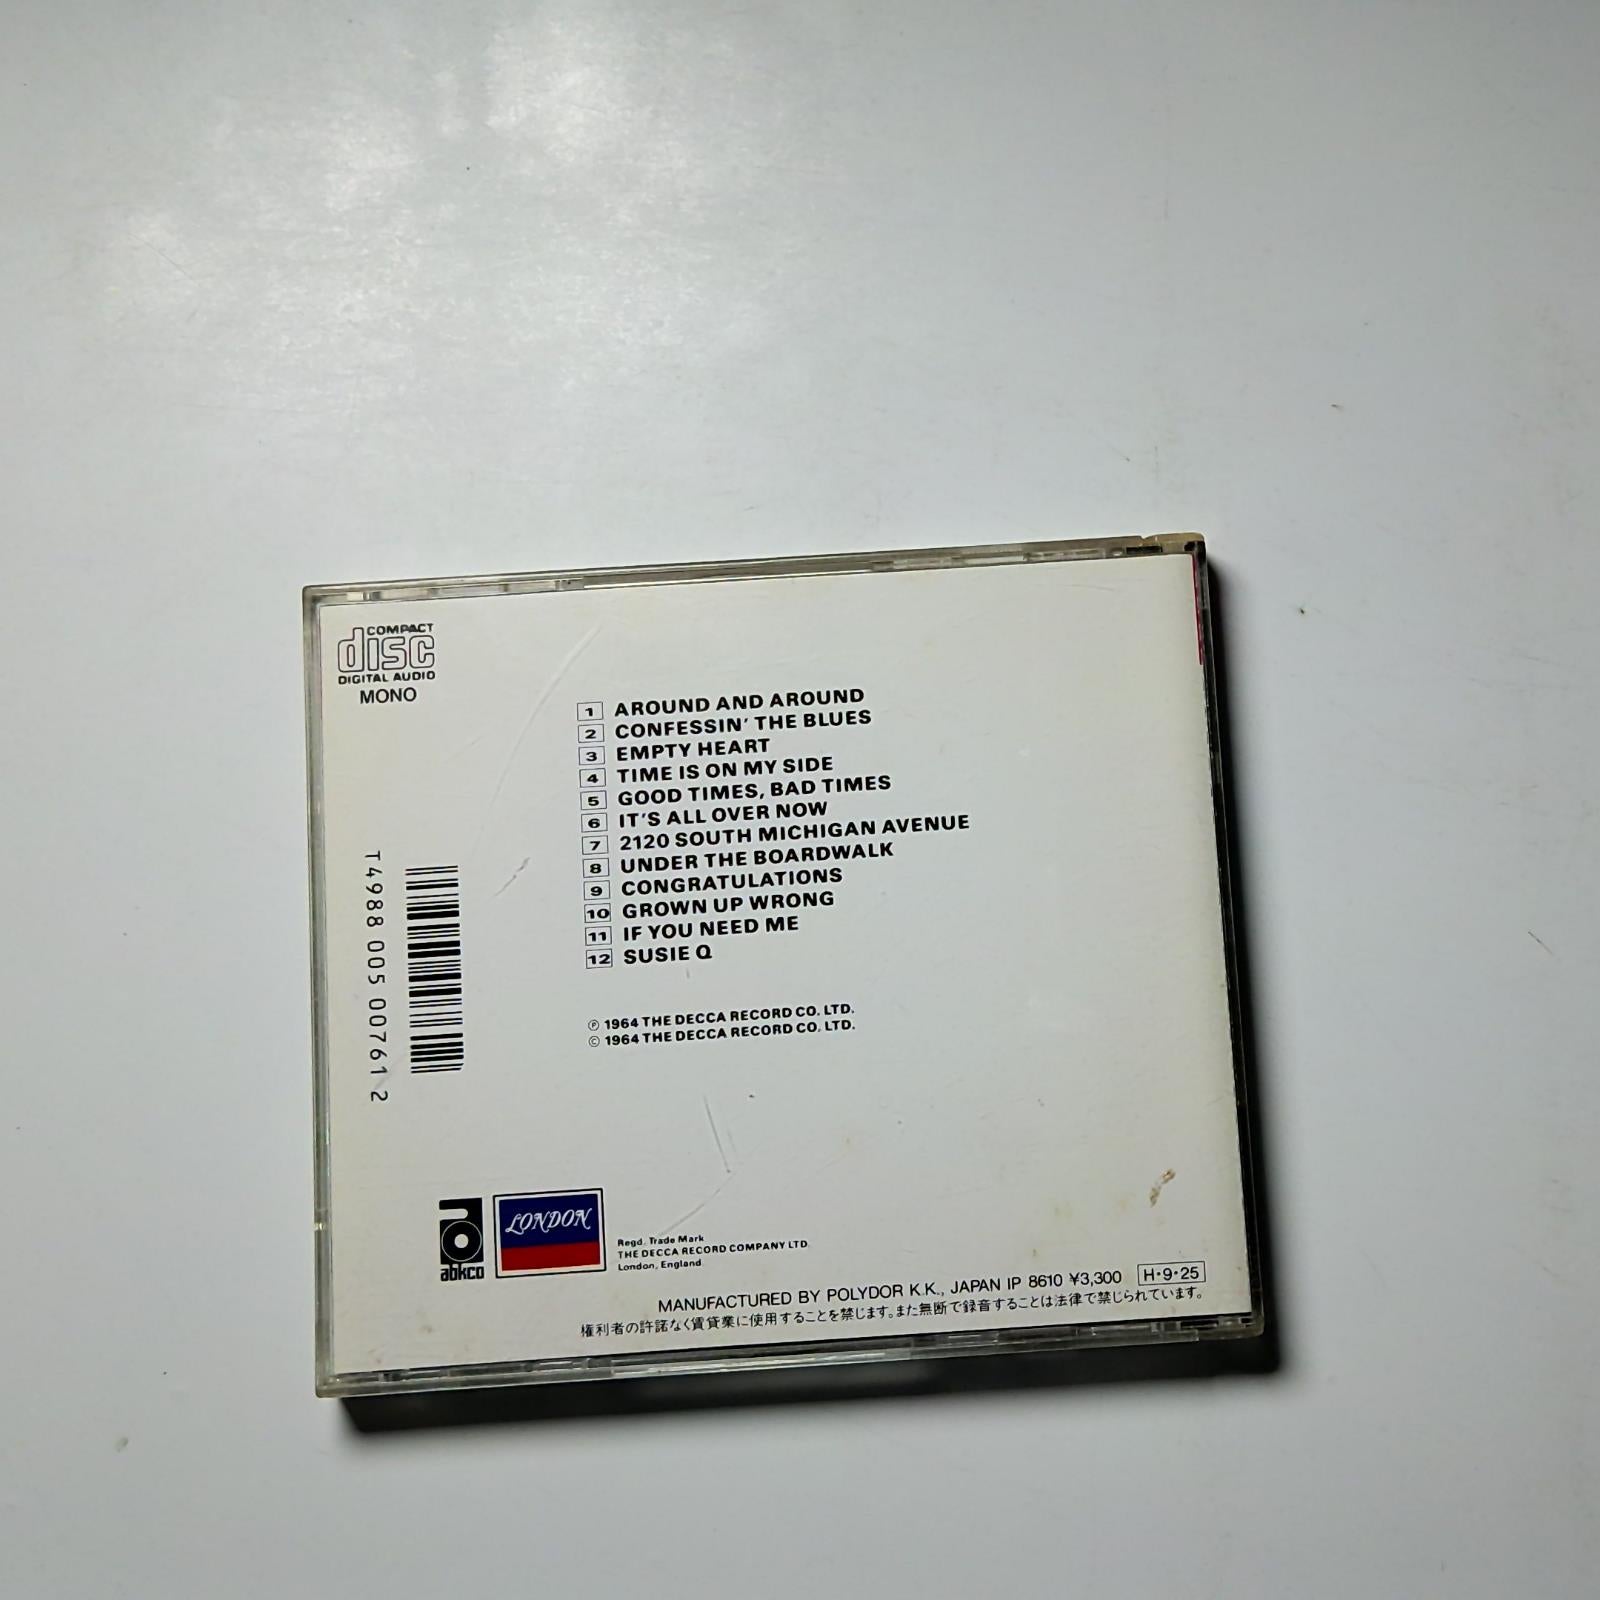 COMPACT
disc
DIGITAL AUDIO
MONO
1 AROUND AND AROUND
2 CONFESSIN' THE BLUES
3 EMPTY HEART
4 TIME IS ON MY SIDE
5 GOOD TIMES, BAD TIMES
6 IT'S ALL OVER NOW
7 2120 SOUTH MICHIGAN AVENUE
8 UNDER THE BOARDWALK
9 CONGRATULATIONS
10 GROWN UP WRONG
11 IF YOU NEED ME
12 SUSIE Q
T4988 005 00761 2
Ⓟ 1964 THE DECCA RECORD CO. LTD.
© 1964 THE DECCA RECORD CO. LTD.
abkco
LONDON
Regd. Trade Mark
THE DECCA RECORD COMPANY LTD.
London, England
MANUFACTURED BY POLYDOR K.K., JAPAN IP 8610 ¥3,300 H·9·25
権利者の許諾なく賃貸業に使用することを禁じます。また無断で録音することは法律で禁じられています。